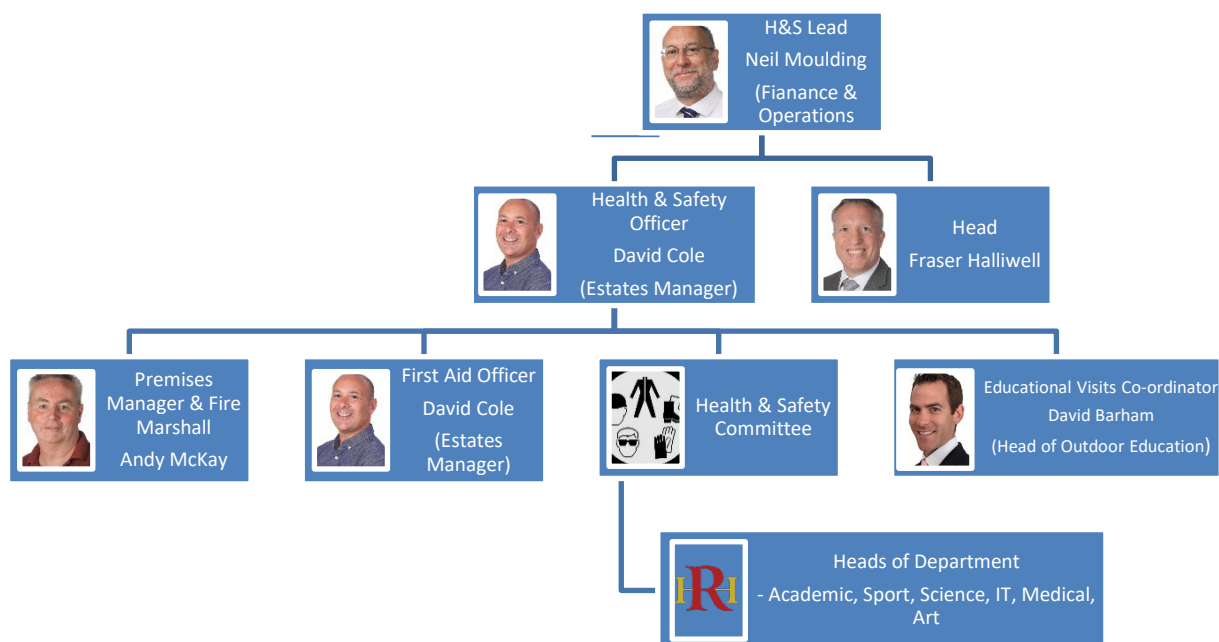 H&S Lead
Neil Moulding
(Fianance &
Operations
Health & Safety
Officer
David Cole
(Estates Manager)
Head
Fraser Halliwell
Premises
Manager & Fire
Marshall
Andy McKay
First Aid Officer
David Cole
(Estates
Manager)
Health & Safety
Committee
Educational Visits Co-ordinator
David Barham
(Head of Outdoor Education)
HRH
Heads of Department
- Academic, Sport, Science, IT, Medical,
Art